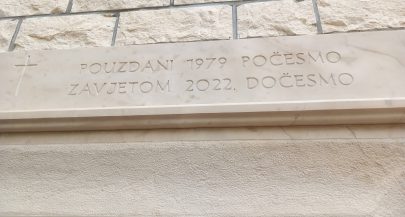 POUZDANI 1979 POČESMO
ZAVJETOM 2022. DOČESMO